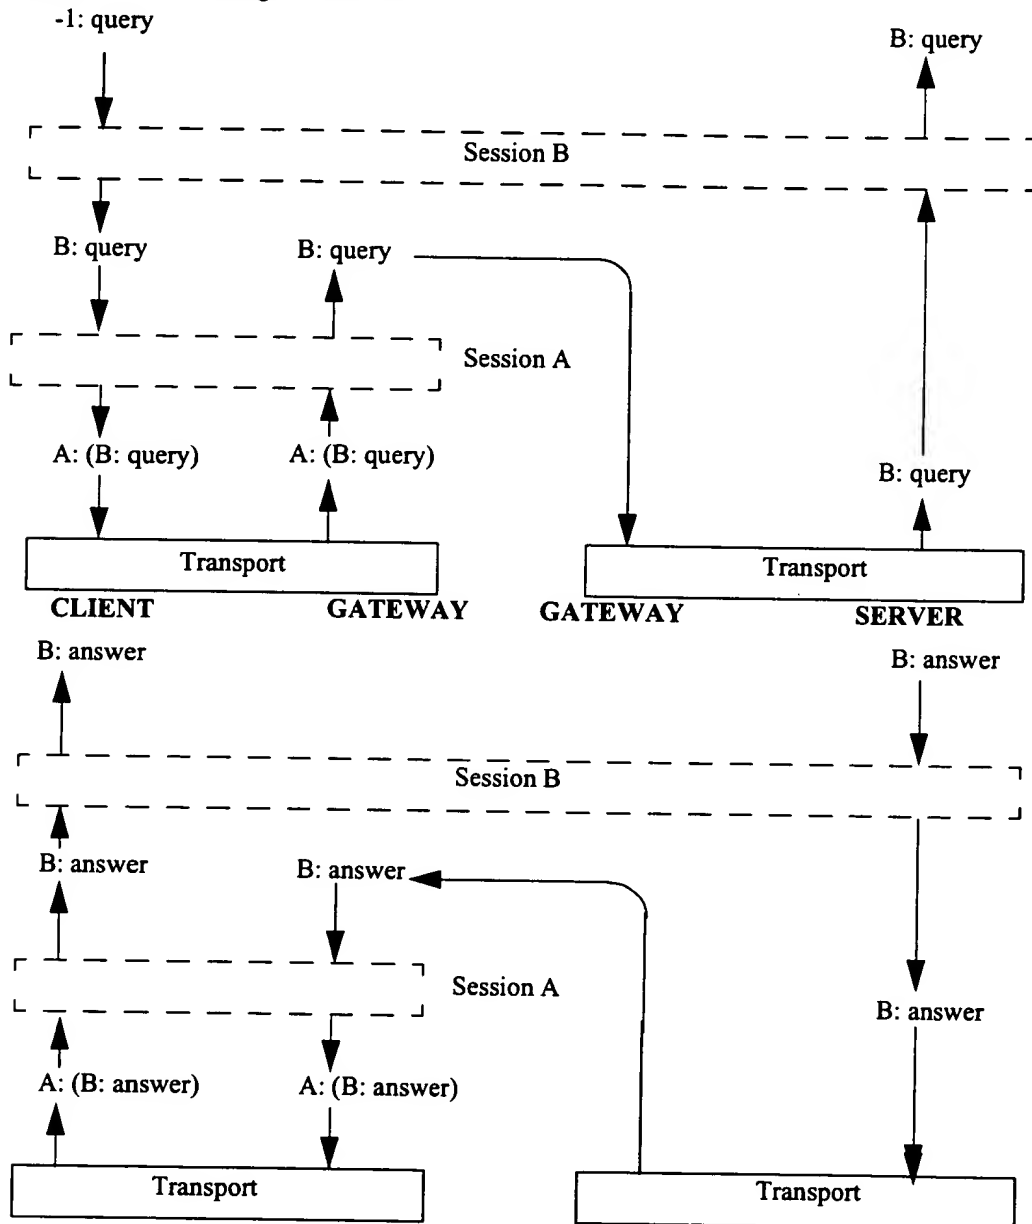 -1: query
B: query
Session B
B: query
B: query
Session A
A: (B: query)
A: (B: query)
B: query
Transport
Transport
CLIENT
GATEWAY
GATEWAY
SERVER
B: answer
B: answer
Session B
B: answer
B: answer
Session A
B: answer
A: (B: answer)
A: (B: answer)
Transport
Transport